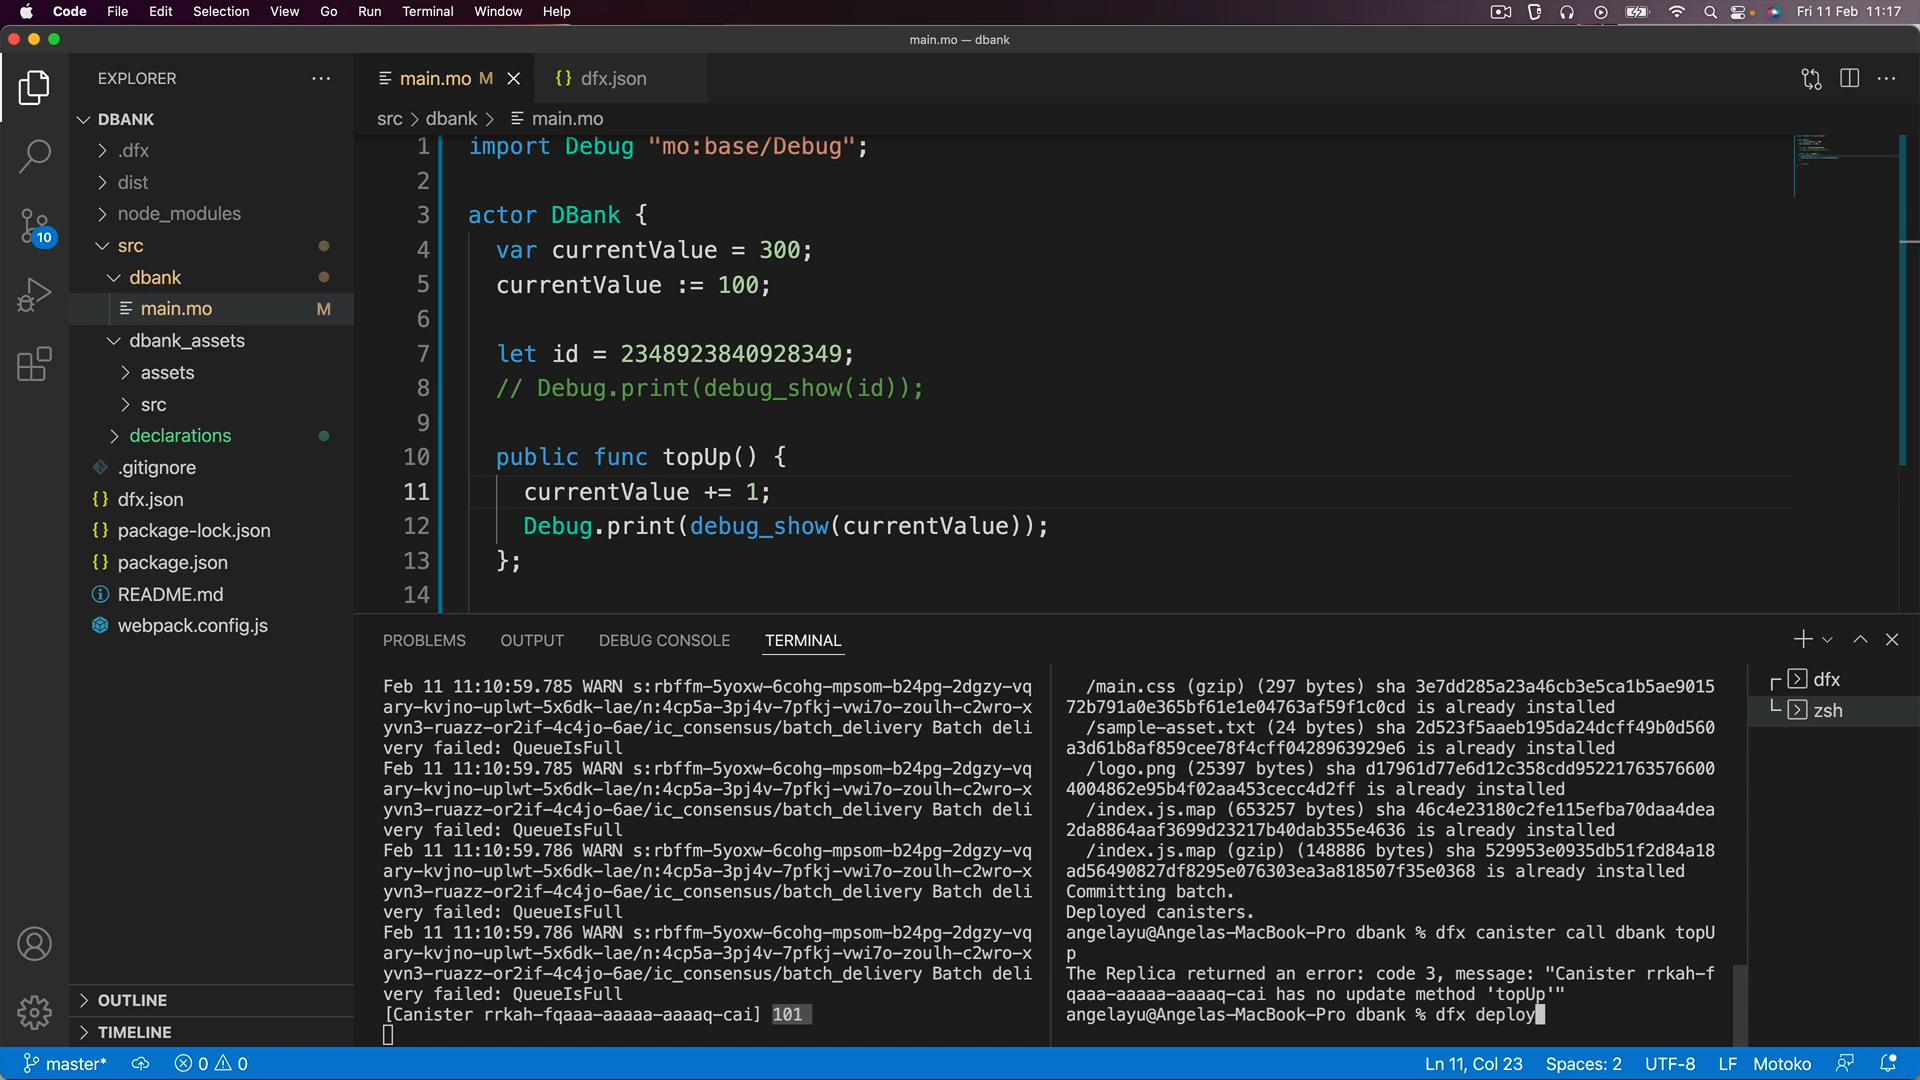 Code File Edit Selection View Go Run Terminal Window Help Fri 11 Feb 11:17
main.mo — dbank
EXPLORER
main.mo M
dfx.json
src > dbank > main.mo
DBANK
.dfx
dist
node_modules
src
dbank
main.mo M
dbank_assets
assets
src
declarations
.gitignore
dfx.json
package-lock.json
package.json
README.md
webpack.config.js
OUTLINE
TIMELINE
10
1 import Debug "mo:base/Debug";
2
3 actor DBank {
4 var currentValue = 300;
5 currentValue := 100;
6
7 let id = 2348923840928349;
8 // Debug.print(debug_show(id));
9
10 public func topUp() {
11 currentValue += 1;
12 Debug.print(debug_show(currentValue));
13 };
14
PROBLEMS OUTPUT DEBUG CONSOLE TERMINAL
Feb 11 11:10:59.785 WARN s:rbffm-5yoxw-6cohg-mpsom-b24pg-2dgzy-vq
ary-kvjno-uplwt-5x6dk-lae/n:4cp5a-3pj4v-7pfkj-vwi7o-zoulh-c2wro-x
yvn3-ruazz-or2if-4c4jo-6ae/ic_consensus/batch_delivery Batch deli
very failed: QueueIsFull
Feb 11 11:10:59.785 WARN s:rbffm-5yoxw-6cohg-mpsom-b24pg-2dgzy-vq
ary-kvjno-uplwt-5x6dk-lae/n:4cp5a-3pj4v-7pfkj-vwi7o-zoulh-c2wro-x
yvn3-ruazz-or2if-4c4jo-6ae/ic_consensus/batch_delivery Batch deli
very failed: QueueIsFull
Feb 11 11:10:59.786 WARN s:rbffm-5yoxw-6cohg-mpsom-b24pg-2dgzy-vq
ary-kvjno-uplwt-5x6dk-lae/n:4cp5a-3pj4v-7pfkj-vwi7o-zoulh-c2wro-x
yvn3-ruazz-or2if-4c4jo-6ae/ic_consensus/batch_delivery Batch deli
very failed: QueueIsFull
Feb 11 11:10:59.786 WARN s:rbffm-5yoxw-6cohg-mpsom-b24pg-2dgzy-vq
ary-kvjno-uplwt-5x6dk-lae/n:4cp5a-3pj4v-7pfkj-vwi7o-zoulh-c2wro-x
yvn3-ruazz-or2if-4c4jo-6ae/ic_consensus/batch_delivery Batch deli
very failed: QueueIsFull
[Canister rrkah-fqaaa-aaaaa-aaaaq-cai] 101
/main.css (gzip) (297 bytes) sha 3e7dd285a23a46cb3e5ca1b5ae9015
72b791a0e365bf61e1e04763af59f1c0cd is already installed
/sample-asset.txt (24 bytes) sha 2d523f5aaeb195da24dcff49b0d560
a3d61b8af859cee78f4cff0428963929e6 is already installed
/logo.png (25397 bytes) sha d17961d77e6d12c358cdd95221763576600
4004862e95b4f02aa453cecc4d2ff is already installed
/index.js.map (653257 bytes) sha 46c4e23180c2fe115efba70daa4dea
2da8864aaf3699d23217b40dab355e4636 is already installed
/index.js.map (gzip) (148886 bytes) sha 529953e0935db51f2d84a18
ad56490827df8295e076303ea3a818507f35e0368 is already installed
Committing batch.
Deployed canisters.
angelayu@Angelas-MacBook-Pro dbank % dfx canister call dbank topU
p
The Replica returned an error: code 3, message: "Canister rrkah-f
qaaa-aaaaa-aaaaq-cai has no update method 'topUp'"
angelayu@Angelas-MacBook-Pro dbank % dfx deploy
dfx
zsh
master* 0 0 Ln 11, Col 23 Spaces: 2 UTF-8 LF Motoko